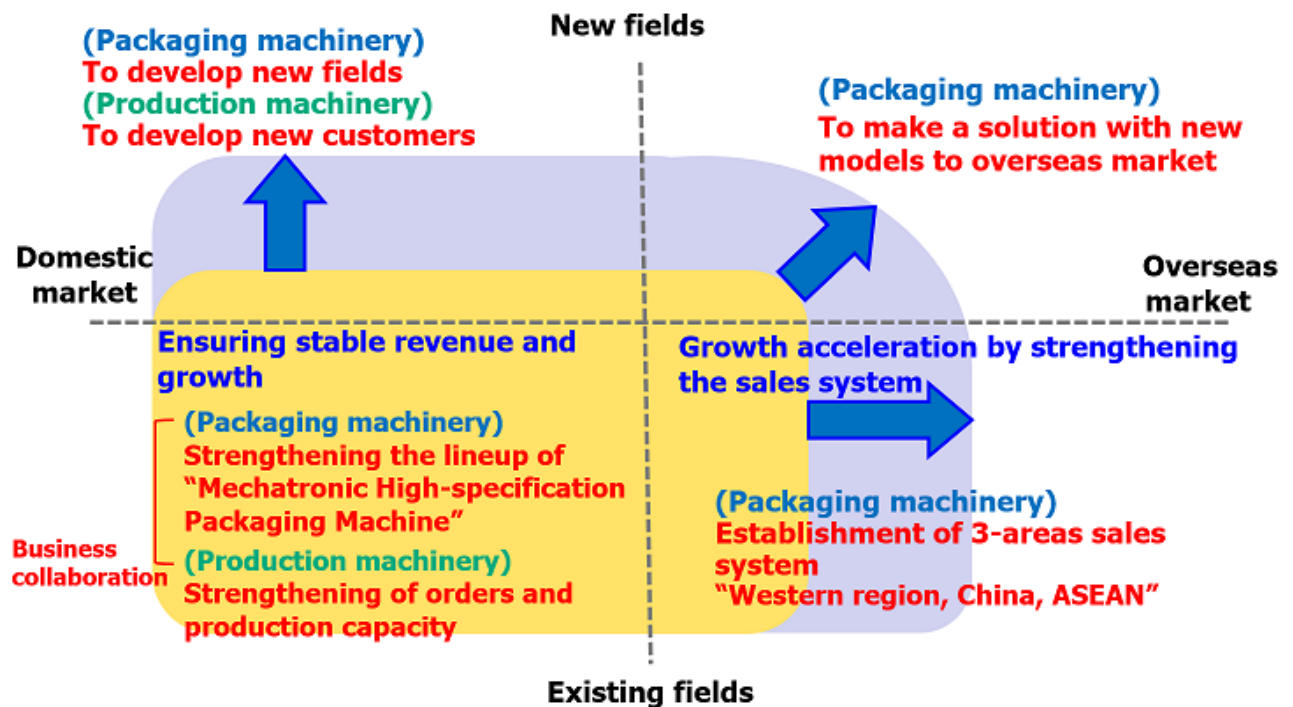 New fields
(Packaging machinery)
To develop new fields
(Production machinery)
To develop new customers
(Packaging machinery)
To make a solution with new
models to overseas market
Domestic
market
Overseas
market
Ensuring stable revenue and
growth
Growth acceleration by strengthening
the sales system
(Packaging machinery)
Strengthening the lineup of
“Mechatronic High-specification
Packaging Machine”
(Production machinery)
Strengthening of orders and
production capacity
Business
collaboration
(Packaging machinery)
Establishment of 3-areas sales
system
“Western region, China, ASEAN”
Existing fields